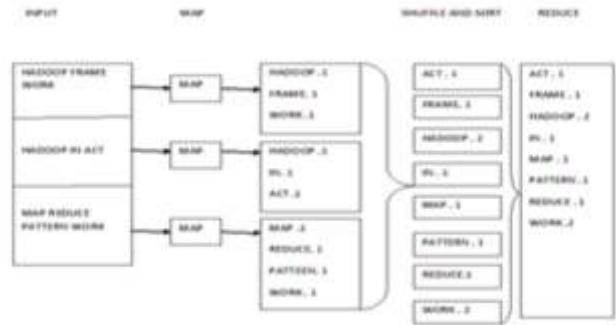 INPUT
MAP
SHUFFLE AND SORT
REDUCE
HADOOP FRAME
WORK
HADOOP IN ACT
MAP REDUCE
PATTERN WORK
MAP
MAP
MAP
HADOOP . 1
FRAME. 1
WORK . 1
HADOOP . 1
IN . 1
ACT . 1
MAP . 1
REDUCE. 1
PATTERN . 1
WORK . 1
ACT . 1
FRAME. 1
HADOOP . 2
IN . 1
MAP . 1
PATTERN . 1
REDUCE.1
WORK . 2
ACT . 1
FRAME . 1
HADOOP . 2
IN . 1
MAP . 1
PATTERN . 1
REDUCE . 1
WORK . 2